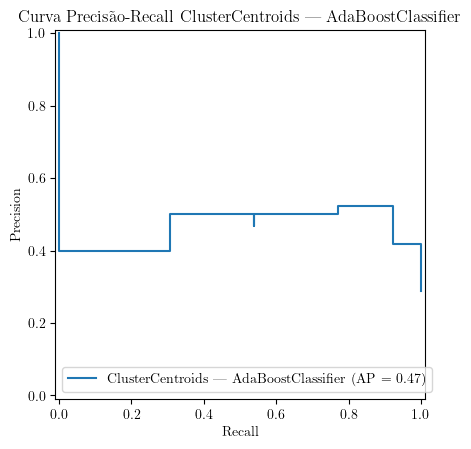 Curva Precisão-Recall ClusterCentroids — AdaBoostClassifier
1.0
0.8
0.6
0.4
0.2
0.0
Precision
ClusterCentroids — AdaBoostClassifier (AP = 0.47)
0.0 0.2 0.4 0.6 0.8 1.0
Recall